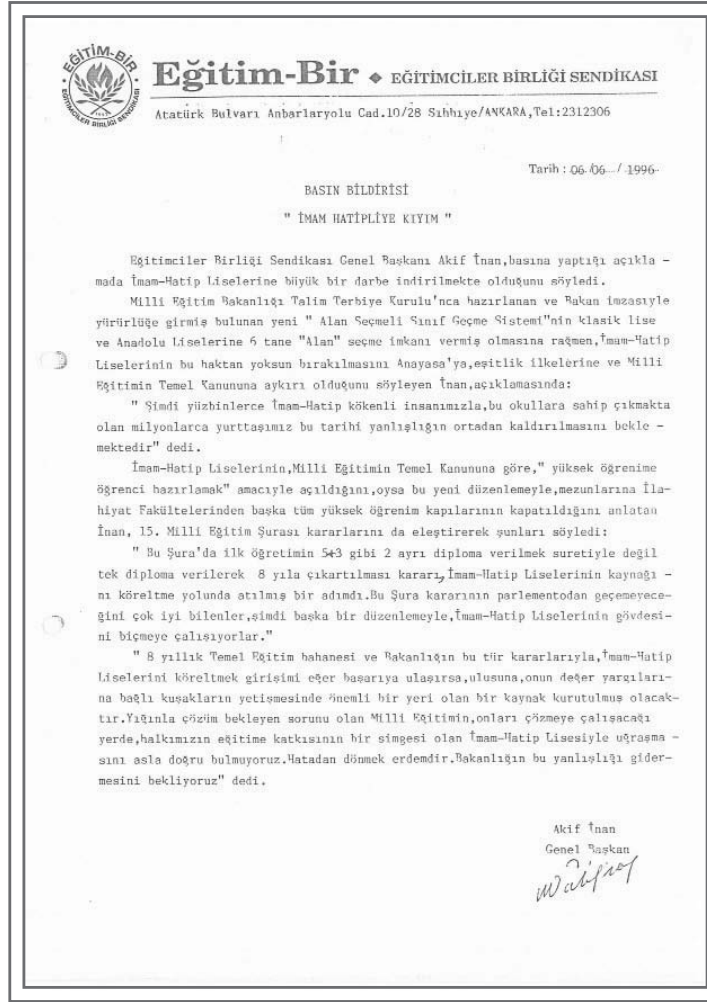 EĞİTİM-BİR
EĞİTİMCİLER BİRLİĞİ SENDİKASI
Eğitim-Bir ◆ EĞİTİMCİLER BİRLİĞİ SENDİKASI
Atatürk Bulvarı Anbarlaryolu Cad.10/28 Sıhhıye/ANKARA,Tel:2312306
Tarih : 06/06/1996
BASIN BİLDİRİSİ
" İMAM HATİPLİYE KIYIM "
Eğitimciler Birliği Sendikası Genel Başkanı Akif İnan,basına yaptığı açıkla -
mada İmam-Hatip Liselerine büyük bir darbe indirilmekte olduğunu söyledi.
Milli Eğitim Bakanlığı Talim Terbiye Kurulu'nca hazırlanan ve Bakan imzasıyle
yürürlüğe girmiş bulunan yeni " Alan Seçmeli Sınıf Geçme Sistemi"nin klasik lise
ve Anadolu Liselerine 6 tane "Alan" seçme imkanı vermiş olmasına rağmen,İmam-Hatip
Liselerinin bu haktan yoksun bırakılmasını Anayasa'ya,eşitlik ilkelerine ve Milli
Eğitimin Temel Kanununa aykırı olduğunu söyleyen İnan,açıklamasında:
" Şimdi yüzbinlerce İmam-Hatip kökenli insanımızla,bu okullara sahip çıkmakta
olan milyonlarca yurttaşımız bu tarihi yanlışlığın ortadan kaldırılmasını bekle -
mektedir" dedi.
İmam-Hatip Liselerinin,Milli Eğitimin Temel Kanununa göre," yüksek öğrenime
öğrenci hazırlamak" amacıyle açıldığını,oysa bu yeni düzenlemeyle,mezunlarına İla-
hiyat Fakültelerinden başka tüm yüksek öğrenim kapılarının kapatıldığını anlatan
İnan, 15. Milli Eğitim Şurası kararlarını da eleştirerek şunları söyledi:
" Bu Şura'da ilk öğretimin 5+3 gibi 2 ayrı diploma verilmek suretiyle değil
tek diploma verilerek 8 yıla çıkartılması kararı,İmam-Hatip Liselerinin kaynağı -
nı köreltme yolunda atılmış bir adımdı.Bu Şura kararının parlementodan geçemeyece-
ğini çok iyi bilenler,şimdi başka bir düzenlemeyle,İmam-Hatip Liselerinin gövdesi-
ni biçmeye çalışıyorlar."
" 8 yıllık Temel Eğitim bahanesi ve Bakanlığın bu tür kararlarıyla,İmam-Hatip
Liselerini köreltmek girişimi eğer başarıya ulaşırsa,ulusuna,onun değer yargıları-
na bağlı kuşakların yetişmesinde önemli bir yeri olan bir kaynak kurutulmuş olacak-
tır.Yığınla çözüm bekleyen sorunu olan Milli Eğitimin,onları çözmeye çalışacağı
yerde,halkımızın eğitime katkısının bir simgesi olan İmam-Hatip Lisesiyle uğraşma -
sını asla doğru bulmuyoruz.Hatadan dönmek erdemdir.Bakanlığın bu yanlışlığı gider-
mesini bekliyoruz" dedi.
Akif İnan
Genel Başkan